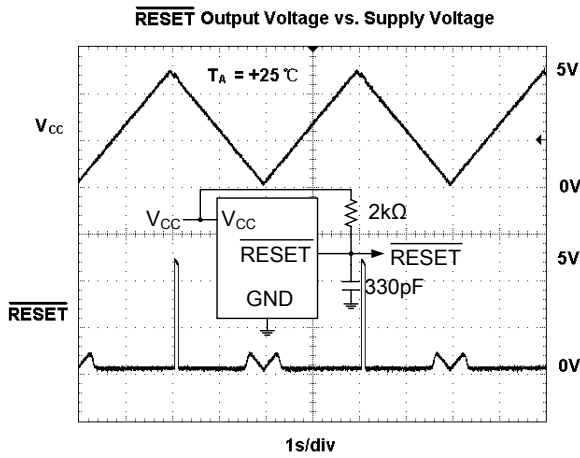 RESET Output Voltage vs. Supply Voltage
TA = +25℃
5V
VCC
0V
VCC
VCC
2kΩ
RESET
RESET
5V
330pF
GND
RESET
0V
1s/div